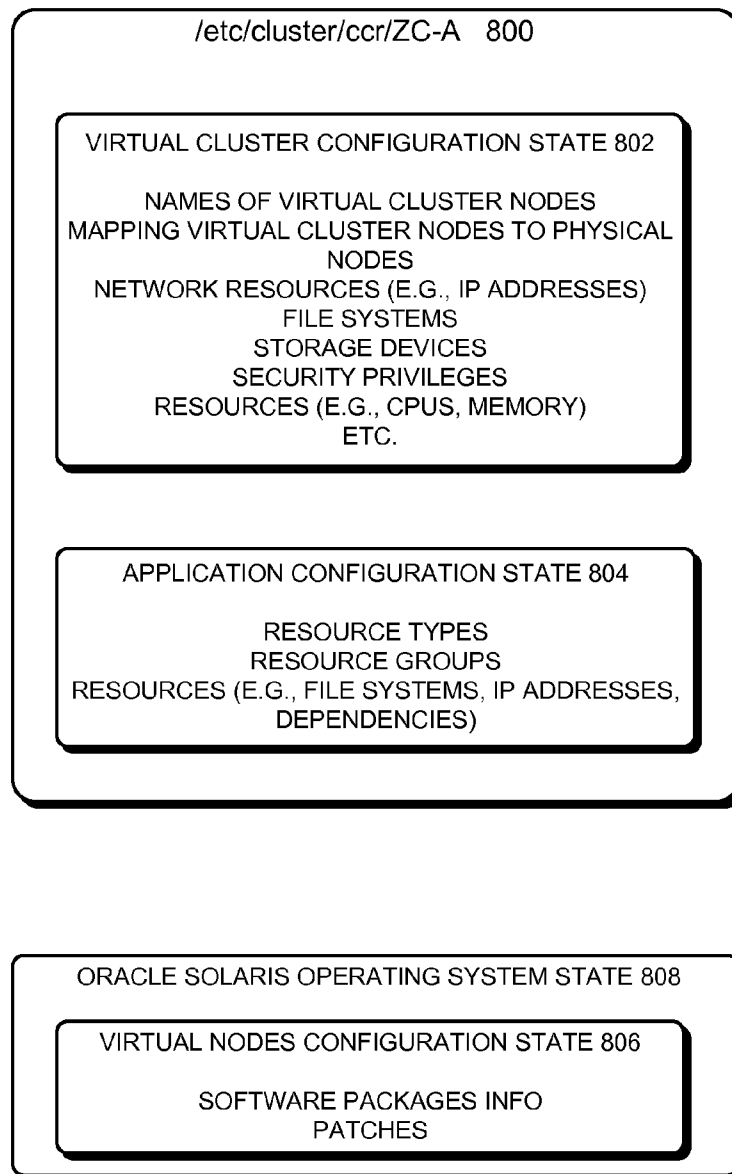 /etc/cluster/ccr/ZC-A 800
VIRTUAL CLUSTER CONFIGURATION STATE 802
NAMES OF VIRTUAL CLUSTER NODES
MAPPING VIRTUAL CLUSTER NODES TO PHYSICAL
NODES
NETWORK RESOURCES (E.G., IP ADDRESSES)
FILE SYSTEMS
STORAGE DEVICES
SECURITY PRIVILEGES
RESOURCES (E.G., CPUS, MEMORY)
ETC.
APPLICATION CONFIGURATION STATE 804
RESOURCE TYPES
RESOURCE GROUPS
RESOURCES (E.G., FILE SYSTEMS, IP ADDRESSES,
DEPENDENCIES)
ORACLE SOLARIS OPERATING SYSTEM STATE 808
VIRTUAL NODES CONFIGURATION STATE 806
SOFTWARE PACKAGES INFO
PATCHES